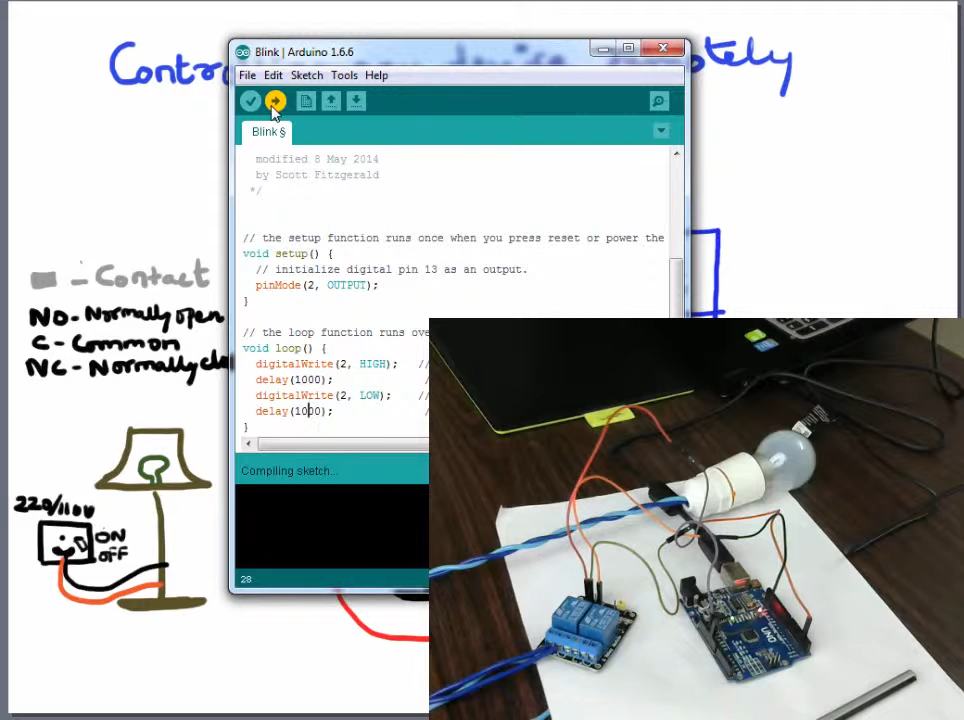 Blink | Arduino 1.6.6
File Edit Sketch Tools Help
Blink §
modified 8 May 2014
by Scott Fitzgerald
*/
// the setup function runs once when you press reset or power the
void setup() {
// initialize digital pin 13 as an output.
pinMode(2, OUTPUT);
}
// the loop function runs ove
void loop() {
digitalWrite(2, HIGH); //
delay(1000); /
digitalWrite(2, LOW); //
delay(1000); /
}
Compiling sketch...
28
- Contact
NO - Normally open
C - Common
NC - Normally
220/110V
ON
OFF
UNO